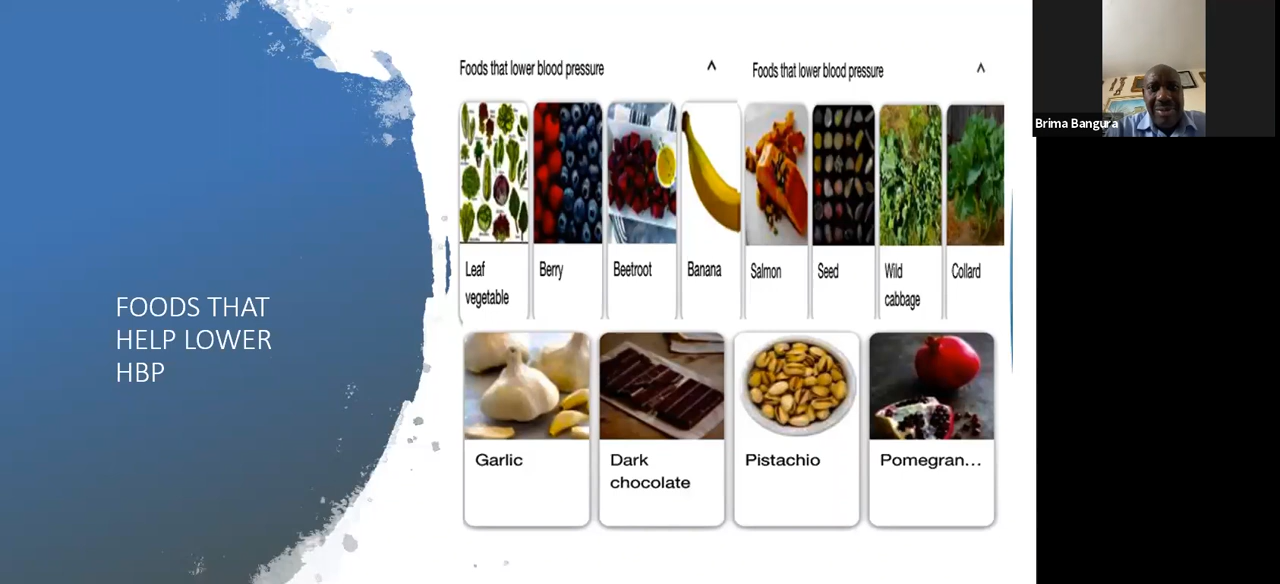 FOODS THAT
HELP LOWER
HBP
Foods that lower blood pressure
Foods that lower blood pressure
Leaf
vegetable
Berry
Beetroot
Banana
Salmon
Seed
Wild
cabbage
Collard
Garlic
Dark
chocolate
Pistachio
Pomegran...
Brima Bangura